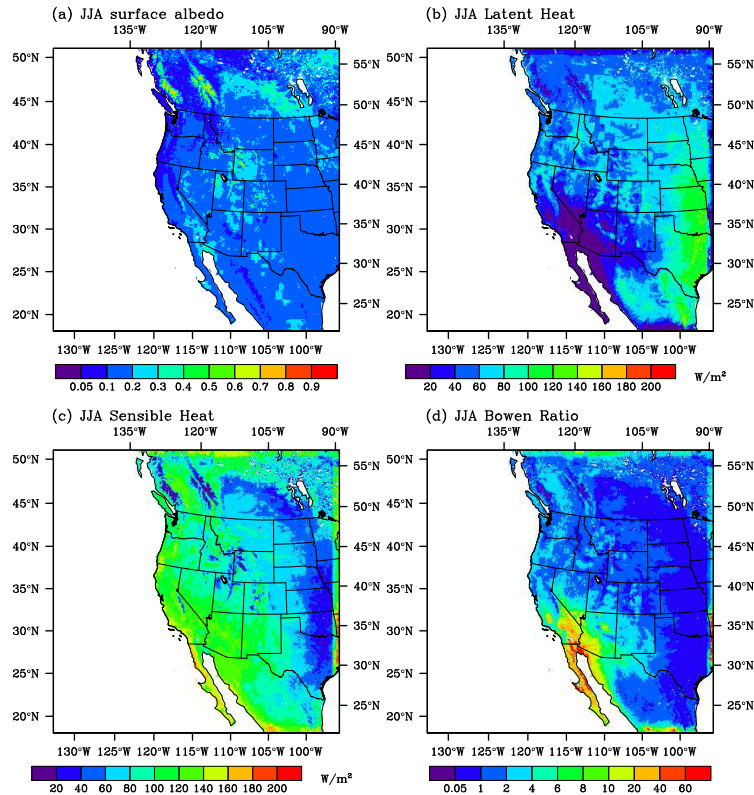 (a) JJA surface albedo
(b) JJA Latent Heat
135°W 119°W 105°W 90°W
135°W 119°W 105°W 90°W
50°N 45°N 40°N 35°N 30°N 25°N 20°N
55°N 50°N 45°N 40°N 35°N 30°N 25°N
50°N 45°N 40°N 35°N 30°N 25°N 20°N
55°N 50°N 45°N 40°N 35°N 30°N 25°N
130°W 125°W 120°W 115°W 110°W 105°W 100°W
130°W 125°W 120°W 115°W 110°W 105°W 100°W
0.05 0.1 0.2 0.3 0.4 0.5 0.6 0.7 0.8 0.9
20 40 60 80 100 120 140 160 180 200 W/m²
(c) JJA Sensible Heat
(d) JJA Bowen Ratio
135°W 119°W 105°W 90°W
135°W 119°W 105°W 90°W
50°N 45°N 40°N 35°N 30°N 25°N 20°N
55°N 50°N 45°N 40°N 35°N 30°N 25°N
50°N 45°N 40°N 35°N 30°N 25°N 20°N
55°N 50°N 45°N 40°N 35°N 30°N 25°N
130°W 125°W 120°W 115°W 110°W 105°W 100°W
130°W 125°W 120°W 115°W 110°W 105°W 100°W
20 40 60 80 100 120 140 160 180 200 W/m²
0.05 1 2 4 6 8 10 20 40 60